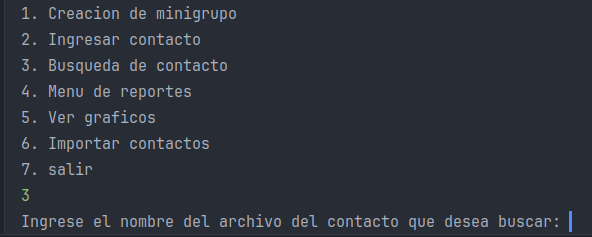 1. Creacion de minigrupo
2. Ingresar contacto
3. Busqueda de contacto
4. Menu de reportes
5. Ver graficos
6. Importar contactos
7. salir
3
Ingrese el nombre del archivo del contacto que desea buscar: